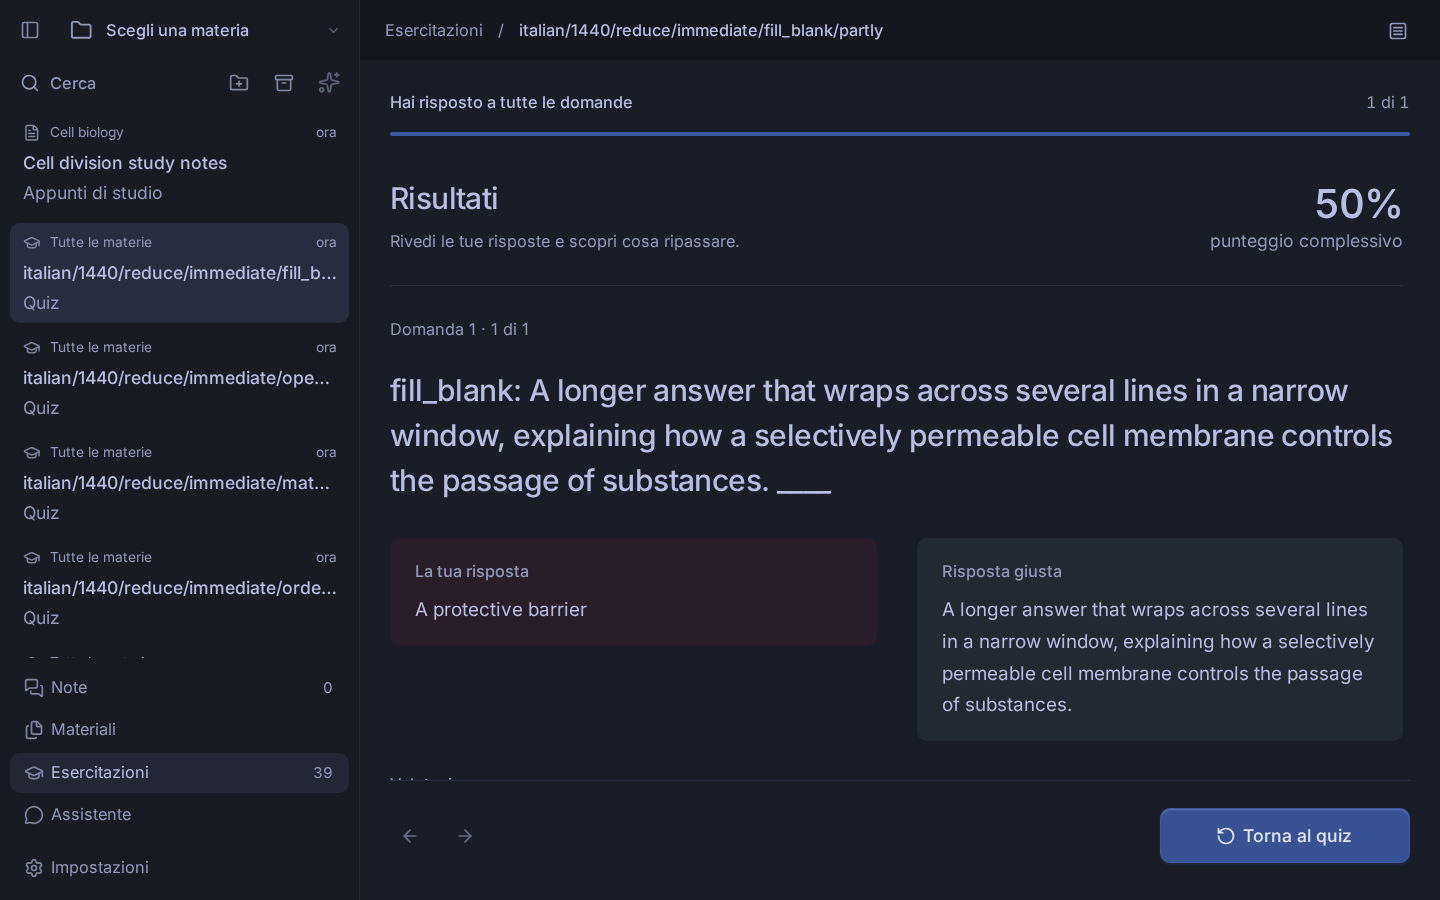 Scegli una materia
Cerca
Cell biology
ora
Cell division study notes
Appunti di studio
Tutte le materie
ora
italian/1440/reduce/immediate/fill_b...
Quiz
Tutte le materie
ora
italian/1440/reduce/immediate/ope...
Quiz
Tutte le materie
ora
italian/1440/reduce/immediate/mat...
Quiz
Tutte le materie
ora
italian/1440/reduce/immediate/orde...
Quiz
Note
0
Materiali
Esercitazioni
39
Assistente
Impostazioni
Esercitazioni / italian/1440/reduce/immediate/fill_blank/partly
Hai risposto a tutte le domande
1 di 1
Risultati
Rivedi le tue risposte e scopri cosa ripassare.
50%
punteggio complessivo
Domanda 1 · 1 di 1
fill_blank: A longer answer that wraps across several lines in a narrow
window, explaining how a selectively permeable cell membrane controls
the passage of substances. ____
La tua risposta
A protective barrier
Risposta giusta
A longer answer that wraps across several lines
in a narrow window, explaining how a selectively
permeable cell membrane controls the passage
of substances.
Torna al quiz